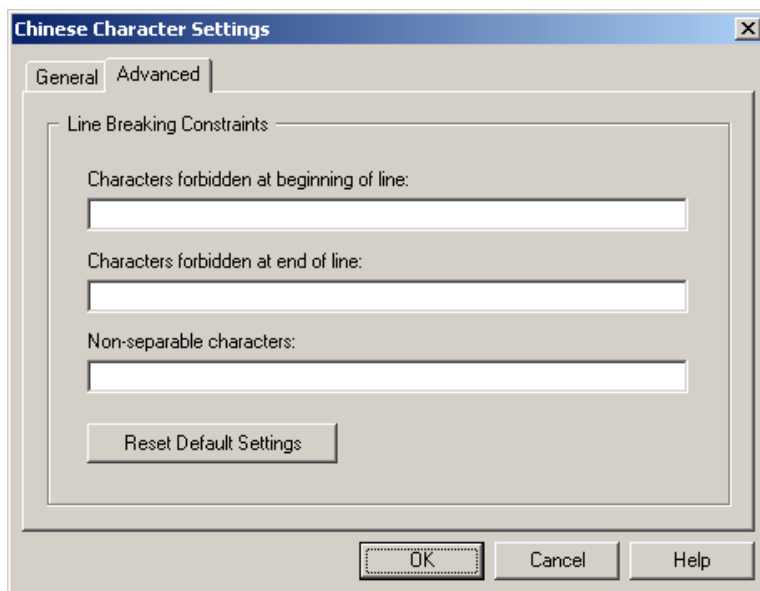 Chinese Character Settings
General Advanced
Line Breaking Constraints
Characters forbidden at beginning of line:
Characters forbidden at end of line:
Non-separable characters:
Reset Default Settings
OK Cancel Help